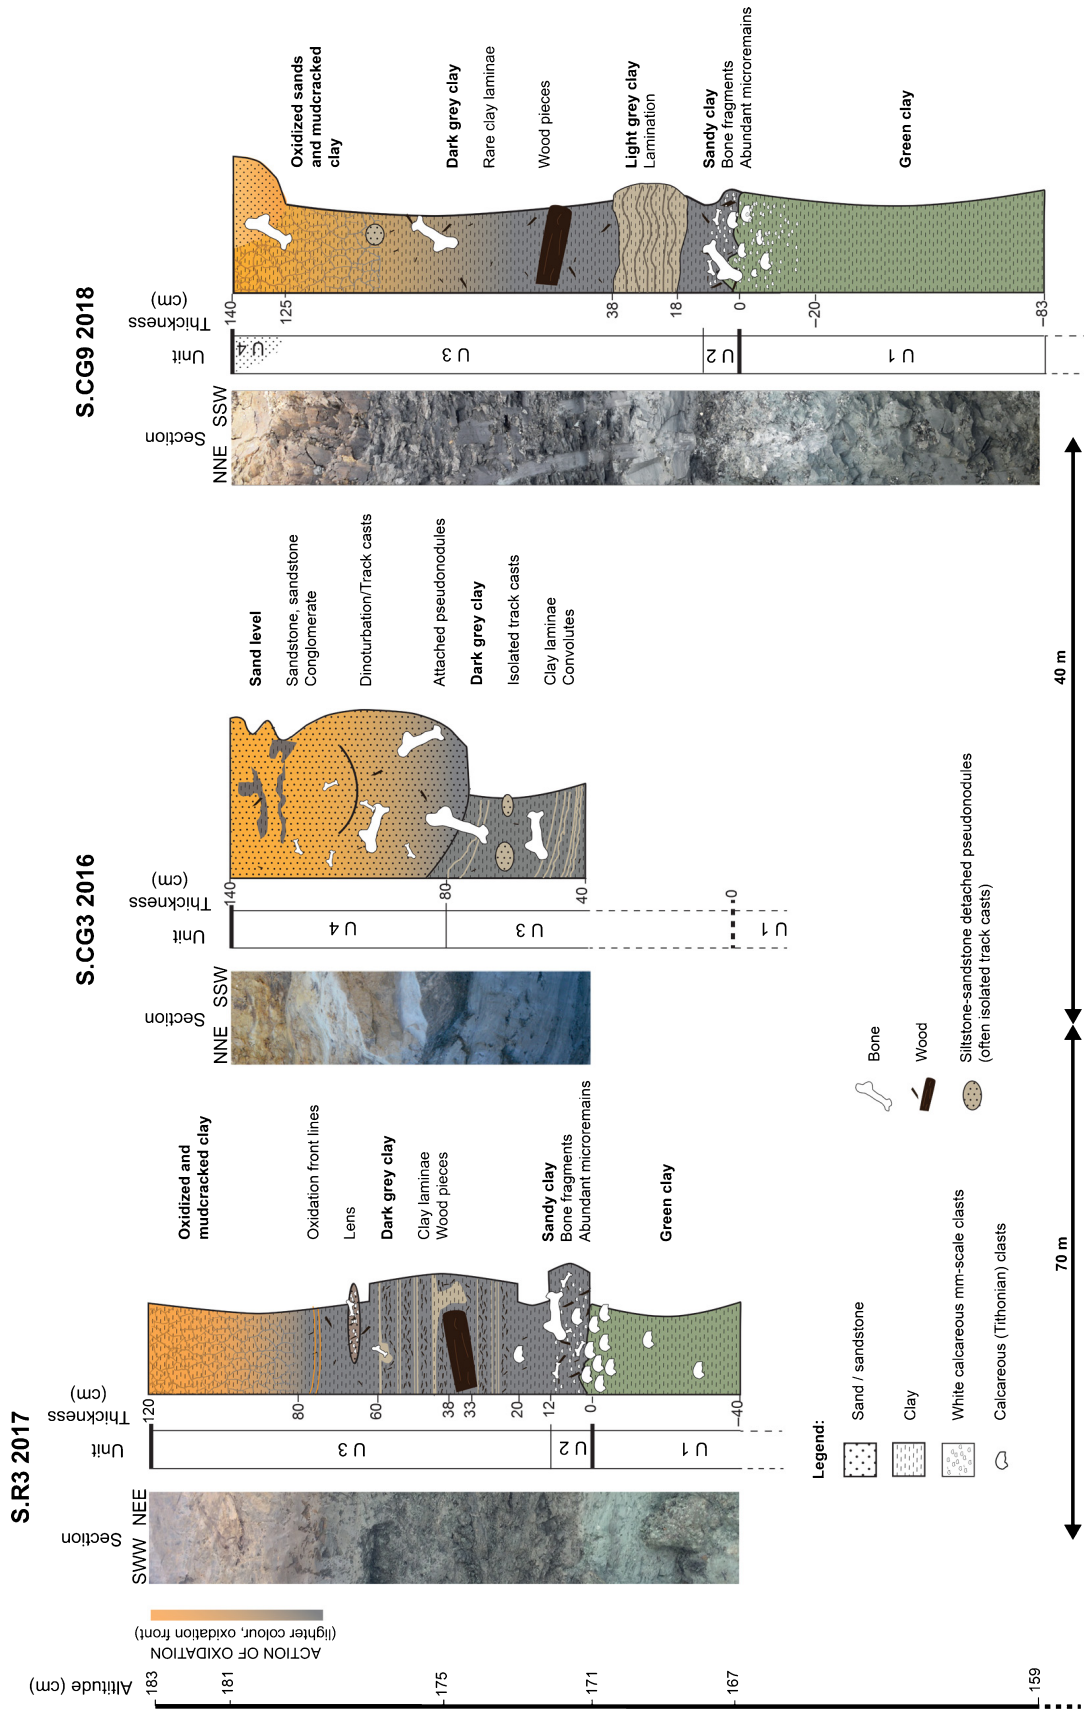 S.R3 2017
Section
SWW NEE
Unit
Thickness
(cm)
U 3
U 2
U 1
120
80
60
38
33
20
12
0
-40
Oxidized and
mudcracked clay
Oxidation front lines
Lens
Dark grey clay
Clay laminae
Wood pieces
Sandy clay
Bone fragments
Abundant microremains
Green clay
S.CG3 2016
Section
NNE SSW
Unit
Thickness
(cm)
U 4
U 3
U 1
140
80
40
0
Sand level
Sandstone, sandstone
Conglomerate
Dinoturbation/Track casts
Attached pseudonodules
Dark grey clay
Isolated track casts
Clay laminae
Convolutes
S.CG9 2018
Section
NNE SSW
Unit
Thickness
(cm)
U 4
U 3
U 2
U 1
140
125
38
18
0
-20
-83
Oxidized sands
and mudcracked
clay
Dark grey clay
Rare clay laminae
Wood pieces
Light grey clay
Lamination
Sandy clay
Bone fragments
Abundant microremains
Green clay
Altitude (cm)
183
181
175
171
167
159
ACTION OF OXIDATION
(lighter colour, oxidation front)
Legend:
Sand / sandstone
Clay
White calcareous mm-scale clasts
Calcareous (Tithonian) clasts
Bone
Wood
Siltstone-sandstone detached pseudonodules
(often isolated track casts)
70 m
40 m